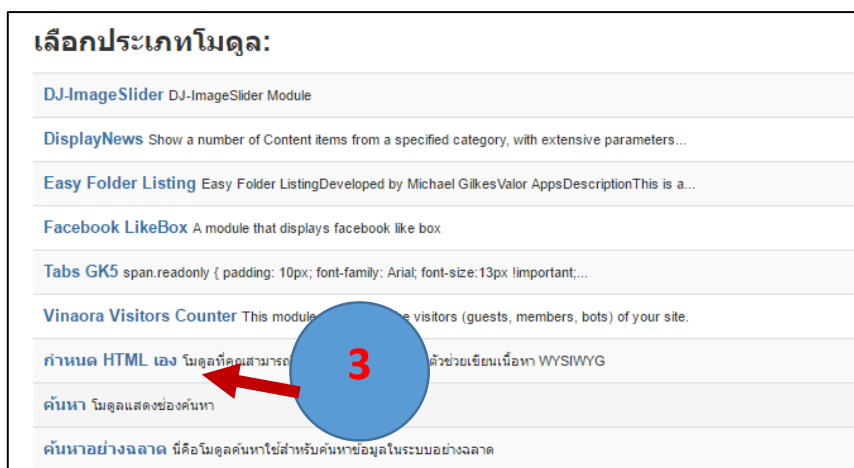 เลือกประเภทโมดูล:
DJ-ImageSlider DJ-ImageSlider Module
DisplayNews Show a number of Content items from a specified category, with extensive parameters...
Easy Folder Listing Easy Folder ListingDeveloped by Michael GilkesValor AppsDescriptionThis is a...
Facebook LikeBox A module that displays facebook like box
Tabs GK5 span.readonly { padding: 10px; font-family: Arial; font-size:13px !important;...
Vinaora Visitors Counter This module visitors (guests, members, bots) of your site.
กำหนด HTML เอง โมดูลที่คุณสามารถ ตัวช่วยเขียนเนื้อหา WYSIWYG
3
ค้นหา โมดูลแสดงช่องค้นหา
ค้นหาอย่างฉลาด นี่คือโมดูลค้นหาใช้สำหรับค้นหาข้อมูลในระบบอย่างฉลาด